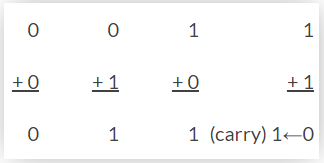 0 0 1 1
+ 0 + 1 + 0 + 1
0 1 1 (carry) 1←0